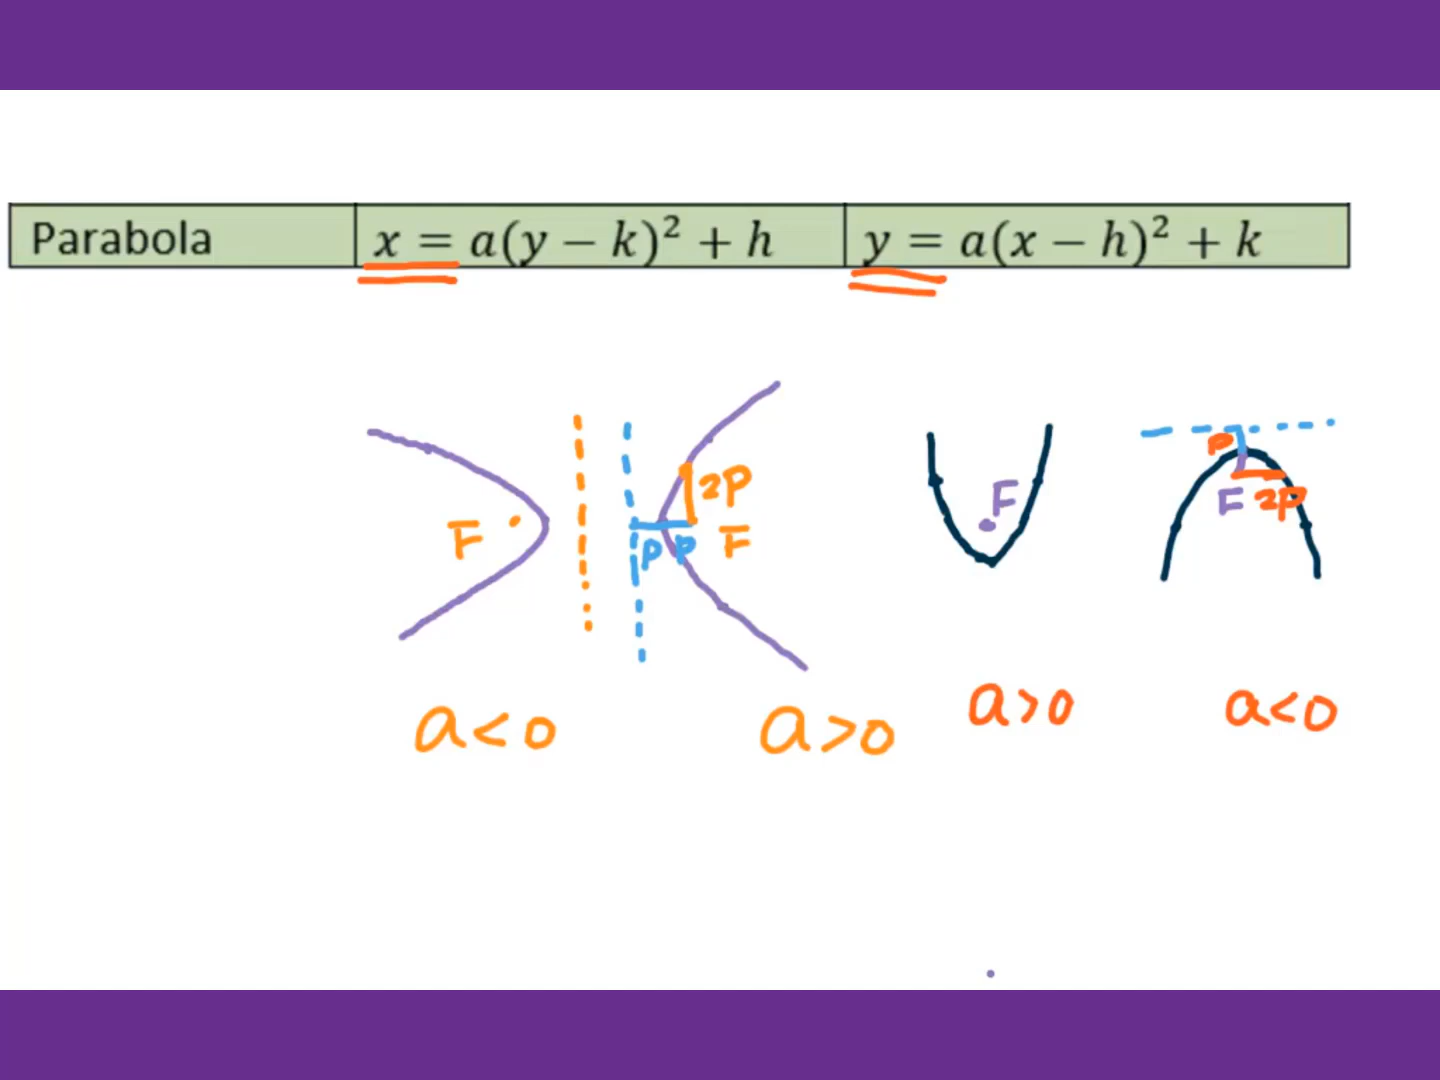 Parabola x = a(y − k)² + h y = a(x − h)² + k
F 2P P P F F P F 2P
a<0 a>0 a>0 a<0